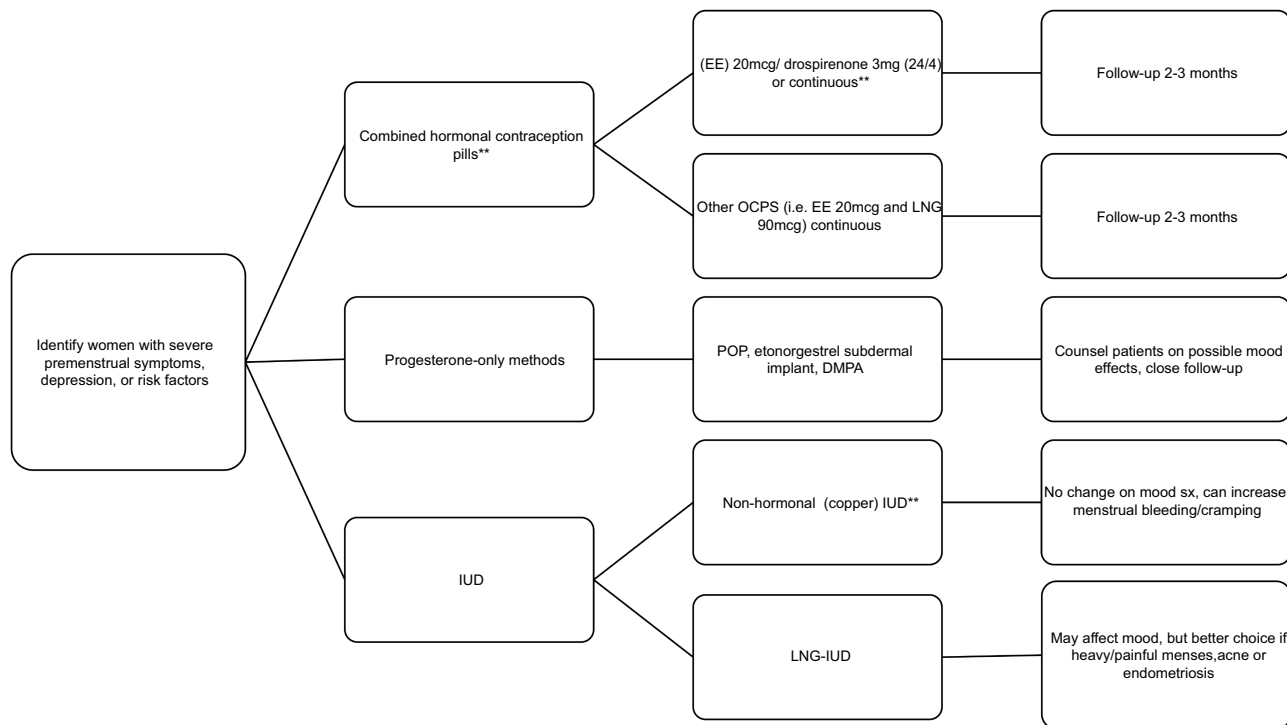 Identify women with severe
premenstrual symptoms,
depression, or risk factors
Combined hormonal contraception
pills**
(EE) 20mcg/ drospirenone 3mg (24/4)
or continuous**
Follow-up 2-3 months
Other OCPS (i.e. EE 20mcg and LNG
90mcg) continuous
Follow-up 2-3 months
Progesterone-only methods
POP, etonorgestrel subdermal
implant, DMPA
Counsel patients on possible mood
effects, close follow-up
IUD
Non-hormonal (copper) IUD**
No change on mood sx, can increase
menstrual bleeding/cramping
LNG-IUD
May affect mood, but better choice if
heavy/painful menses,acne or
endometriosis